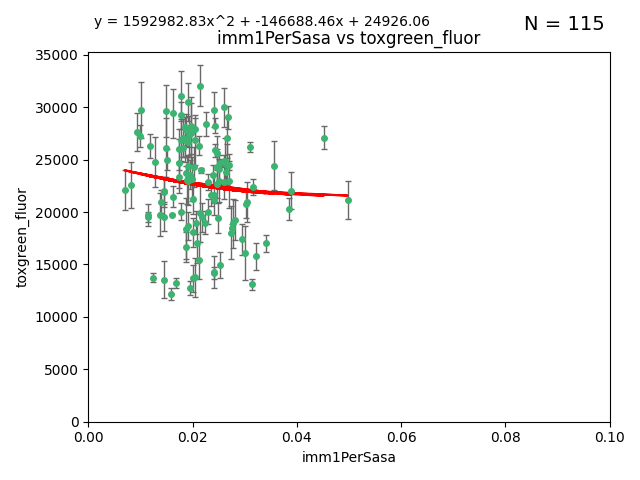 y = 1592982.83x^2 + -146688.46x + 24926.06
N = 115
imm1PerSasa vs toxgreen_fluor
35000
30000
25000
20000
15000
10000
5000
0
toxgreen_fluor
0.00 0.02 0.04 0.06 0.08 0.10
imm1PerSasa